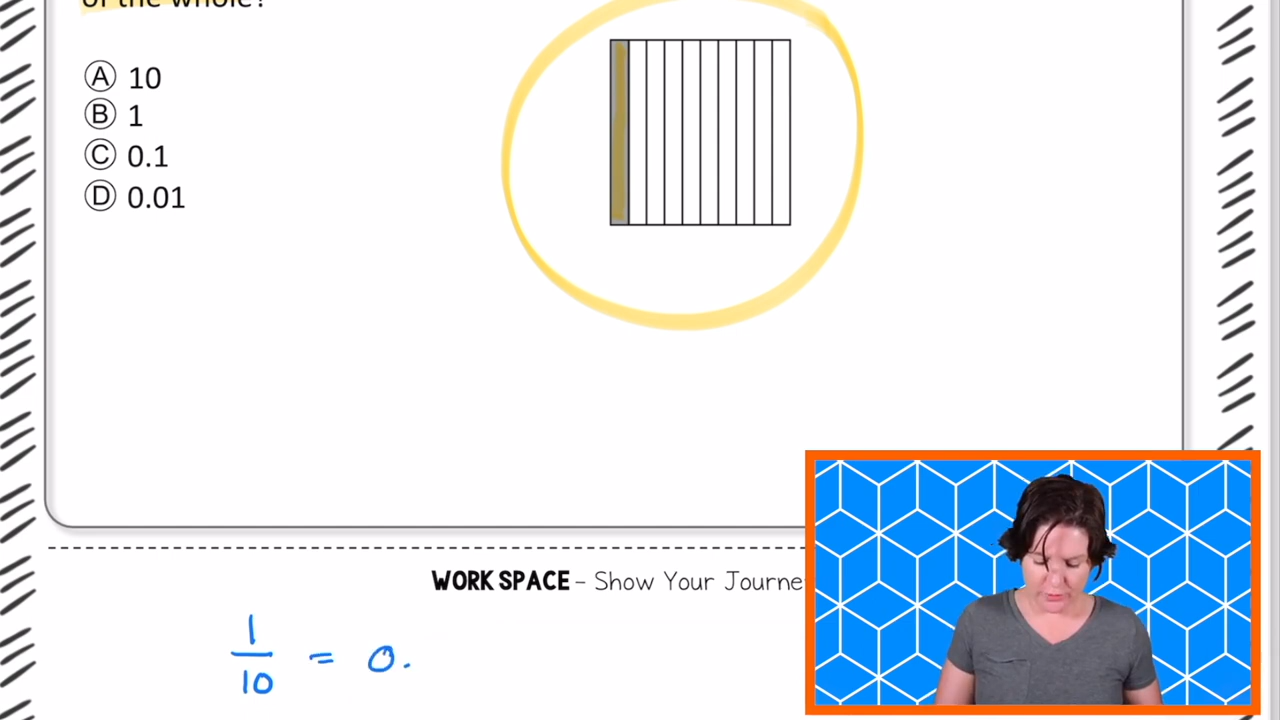 of the whole?
Ⓐ 10
Ⓑ 1
Ⓒ 0.1
Ⓓ 0.01
WORK SPACE - Show Your Journe
1/10 = 0.